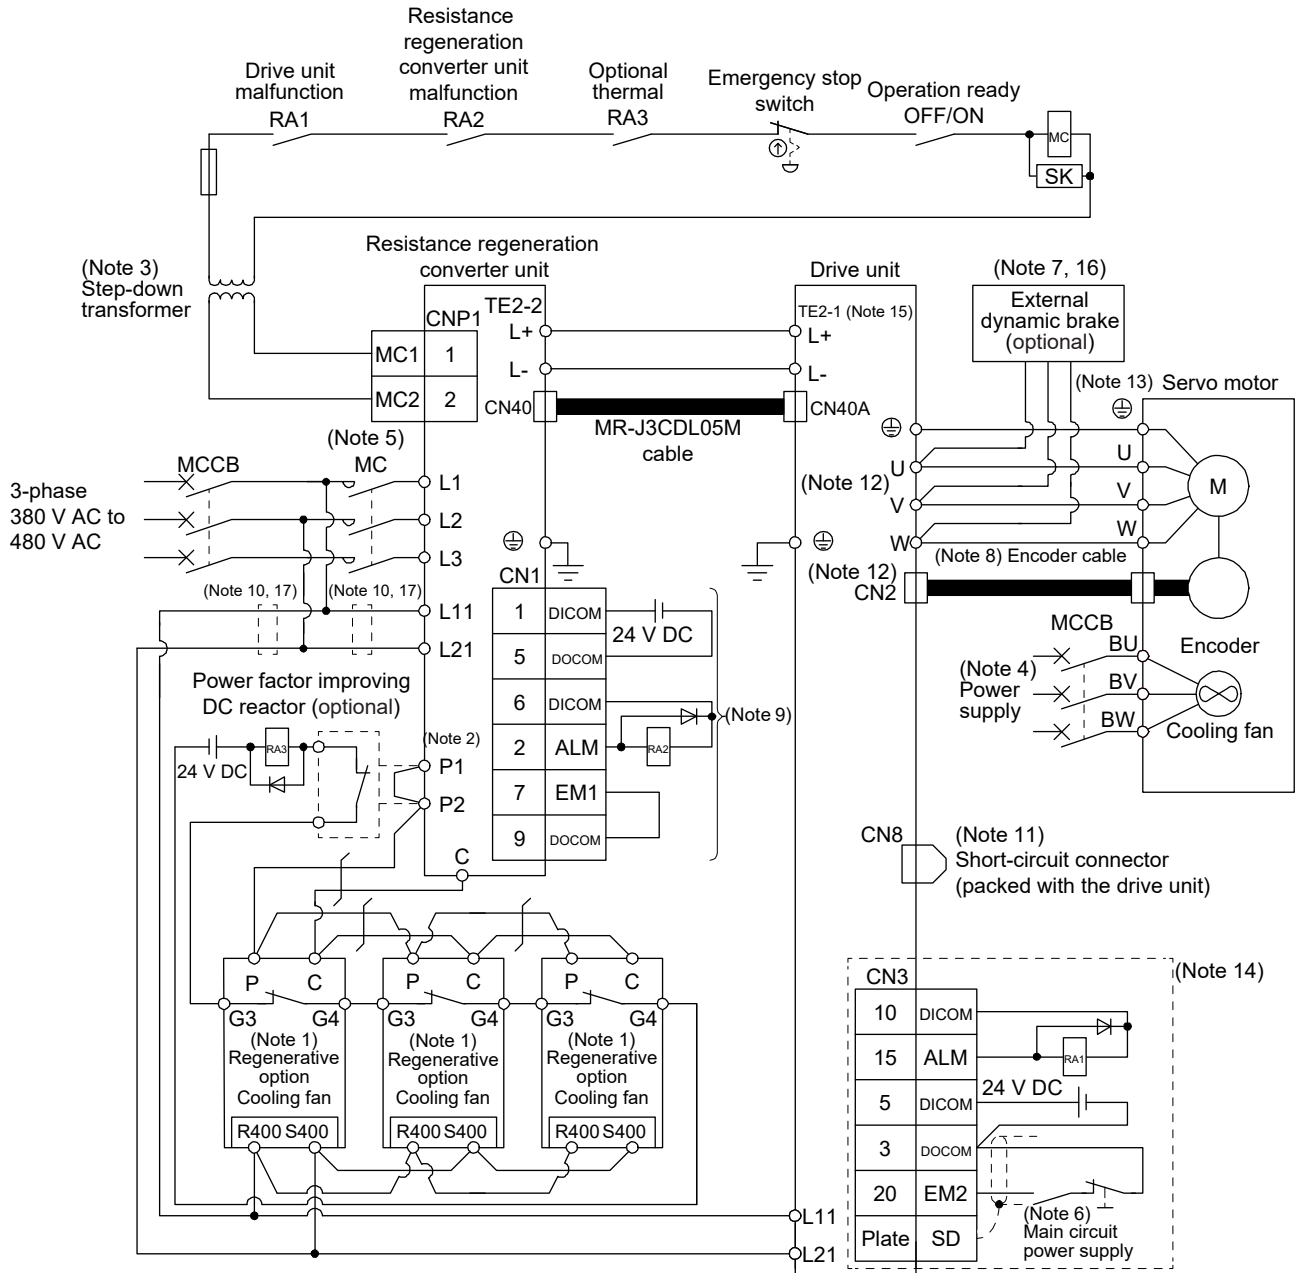 Resistance
regeneration
converter unit
malfunction
RA2
Drive unit
malfunction
RA1
Optional
thermal
RA3
Emergency stop
switch
Operation ready
OFF/ON
MC
SK
(Note 3)
Step-down
transformer
Resistance regeneration
converter unit
CNP1
TE2-2
MC1 1
MC2 2
L+
L-
CN40
MR-J3CDL05M
cable
Drive unit
TE2-1 (Note 15)
L+
L-
CN40A
(Note 7, 16)
External
dynamic brake
(optional)
(Note 13)
Servo motor
(Note 5)
MCCB
MC
3-phase
380 V AC to
480 V AC
L1
L2
L3
(Note 10, 17)
(Note 10, 17)
L11
L21
U
(Note 12)
V
W
U
V
W
M
(Note 8) Encoder cable
(Note 12)
CN2
Encoder
MCCB
(Note 4)
Power
supply
BU
BV
BW
Cooling fan
CN1
1 DICOM
5 DOCOM
6 DICOM
2 ALM
7 EM1
9 DOCOM
24 V DC
RA2
(Note 9)
Power factor improving
DC reactor (optional)
(Note 2)
P1
P2
C
24 V DC
RA3
CN8
(Note 11)
Short-circuit connector
(packed with the drive unit)
P C
G3 G4
(Note 1)
Regenerative
option
Cooling fan
R400 S400
P C
G3 G4
(Note 1)
Regenerative
option
Cooling fan
R400 S400
P C
G3 G4
(Note 1)
Regenerative
option
Cooling fan
R400 S400
L11
L21
(Note 14)
CN3
10 DICOM
15 ALM
5 DICOM
3 DOCOM
20 EM2
Plate SD
RA1
24 V DC
(Note 6)
Main circuit
power supply